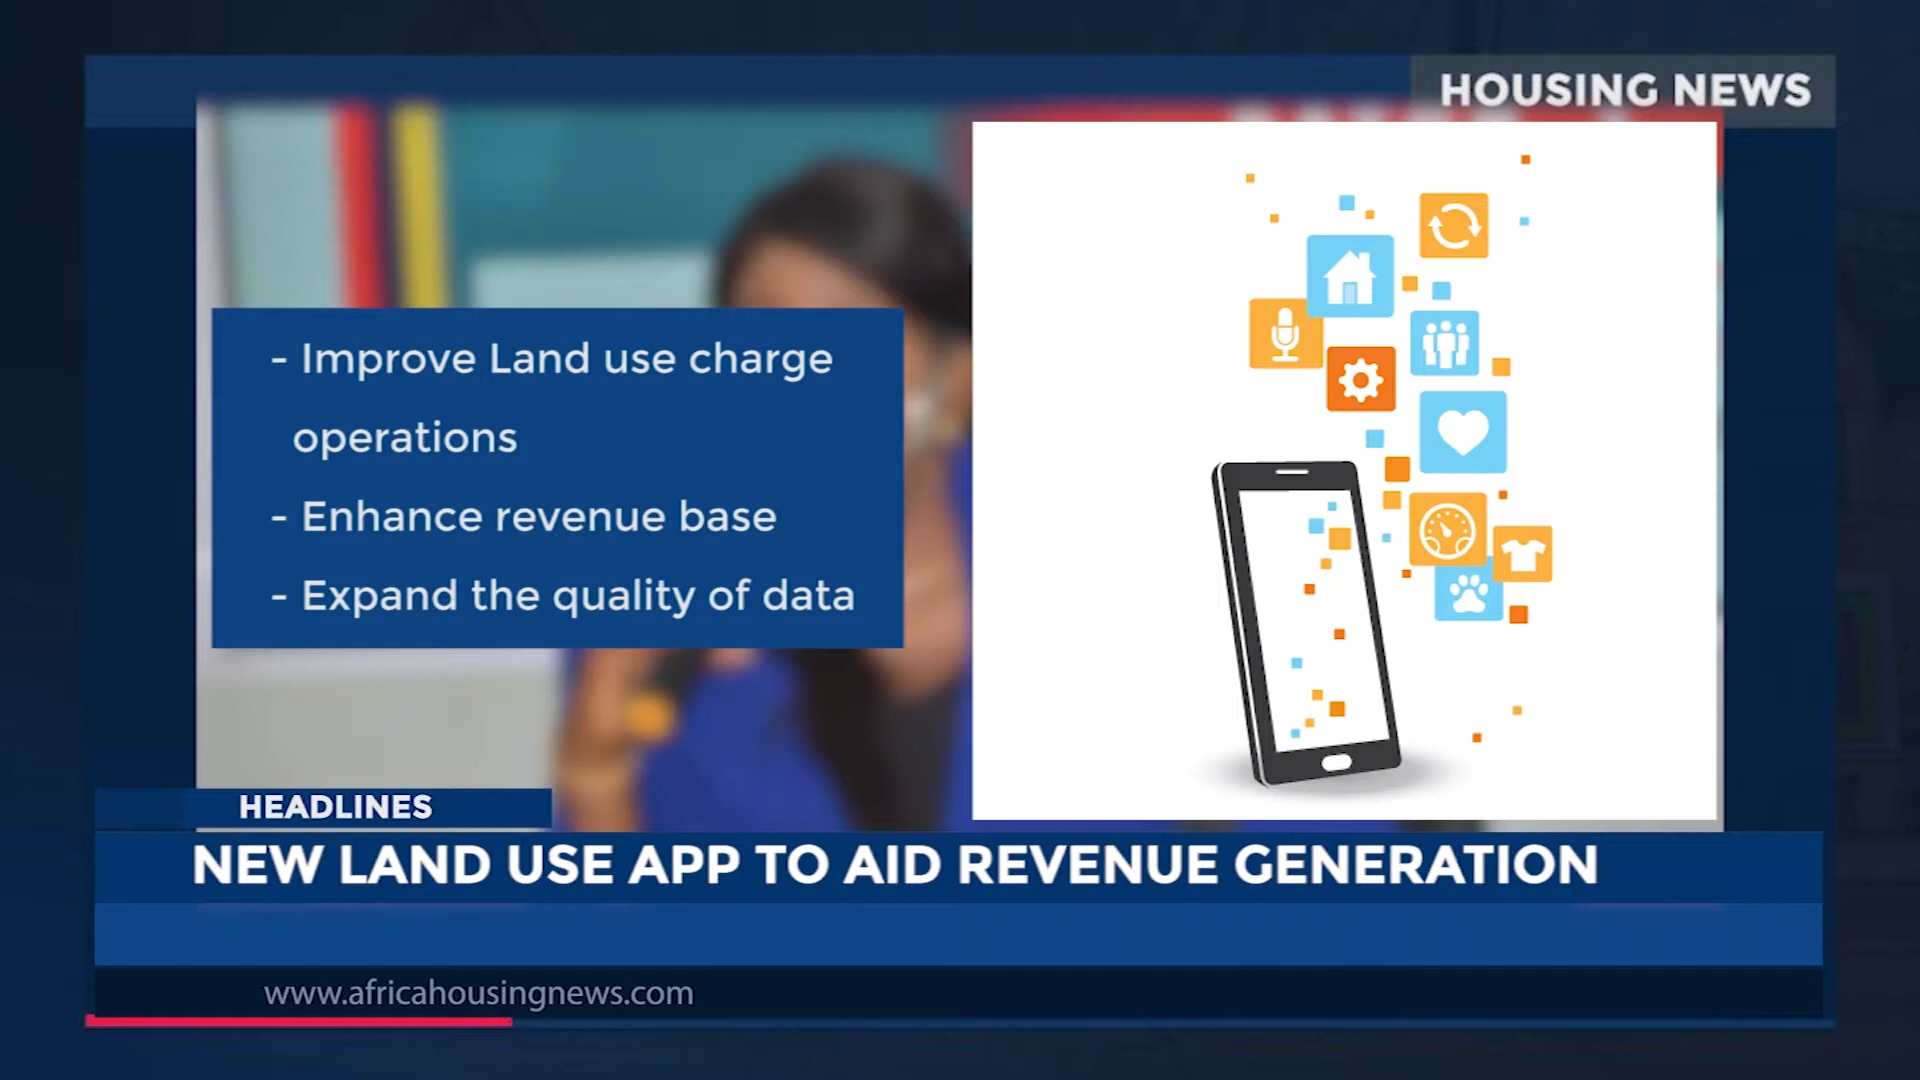 HOUSING NEWS
- Improve Land use charge
operations
- Enhance revenue base
- Expand the quality of data
HEADLINES
NEW LAND USE APP TO AID REVENUE GENERATION
www.africahousingnews.com